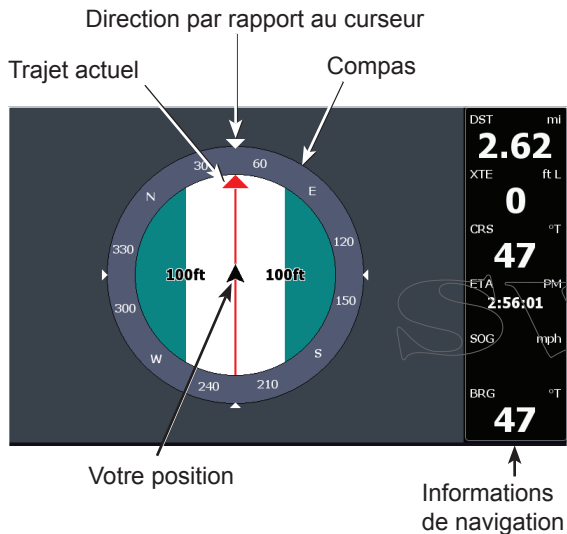 Direction par rapport au curseur
Trajet actuel
Compas
DST mi
2.62
XTE ft L
0
CRS °T
47
ETA PM
2:56:01
SOG mph
BRG °T
47
30
60
N
E
330
120
100ft
100ft
300
150
W
S
240
210
Votre position
Informations
de navigation